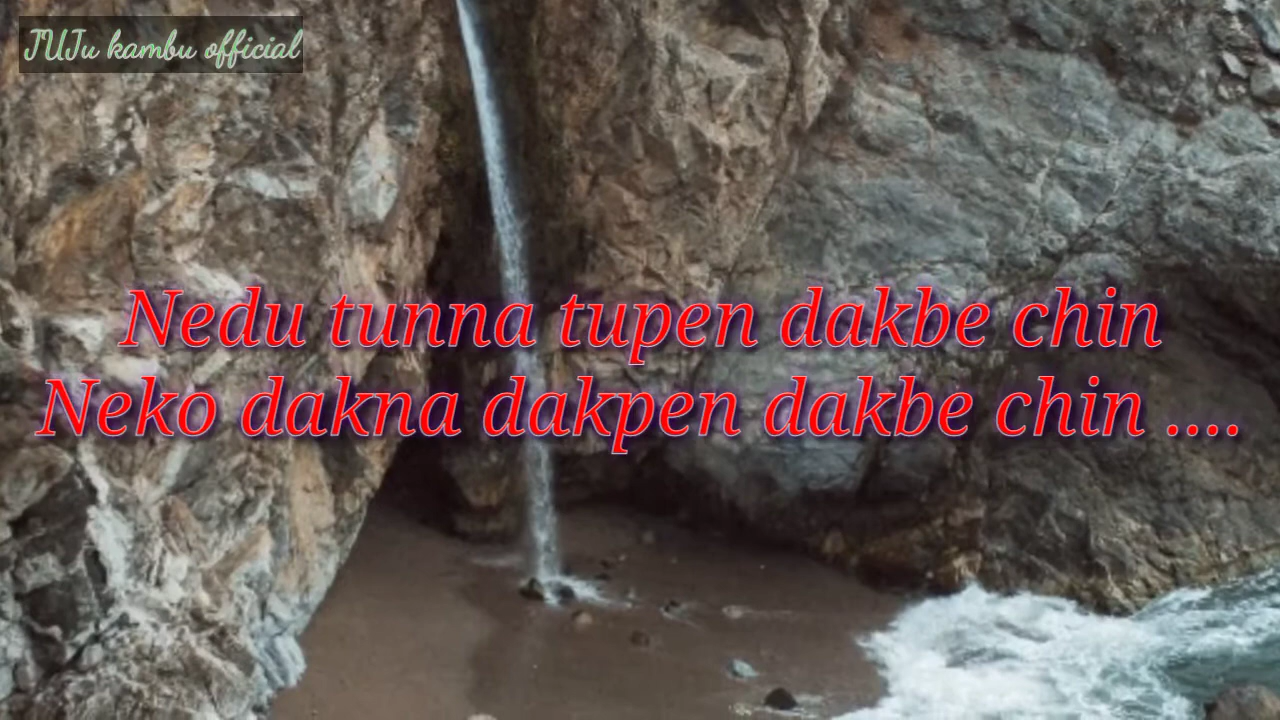 JUJu kambu official
Nedu tunna tupen dakbe chin
Neko dakna dakpen dakbe chin ....